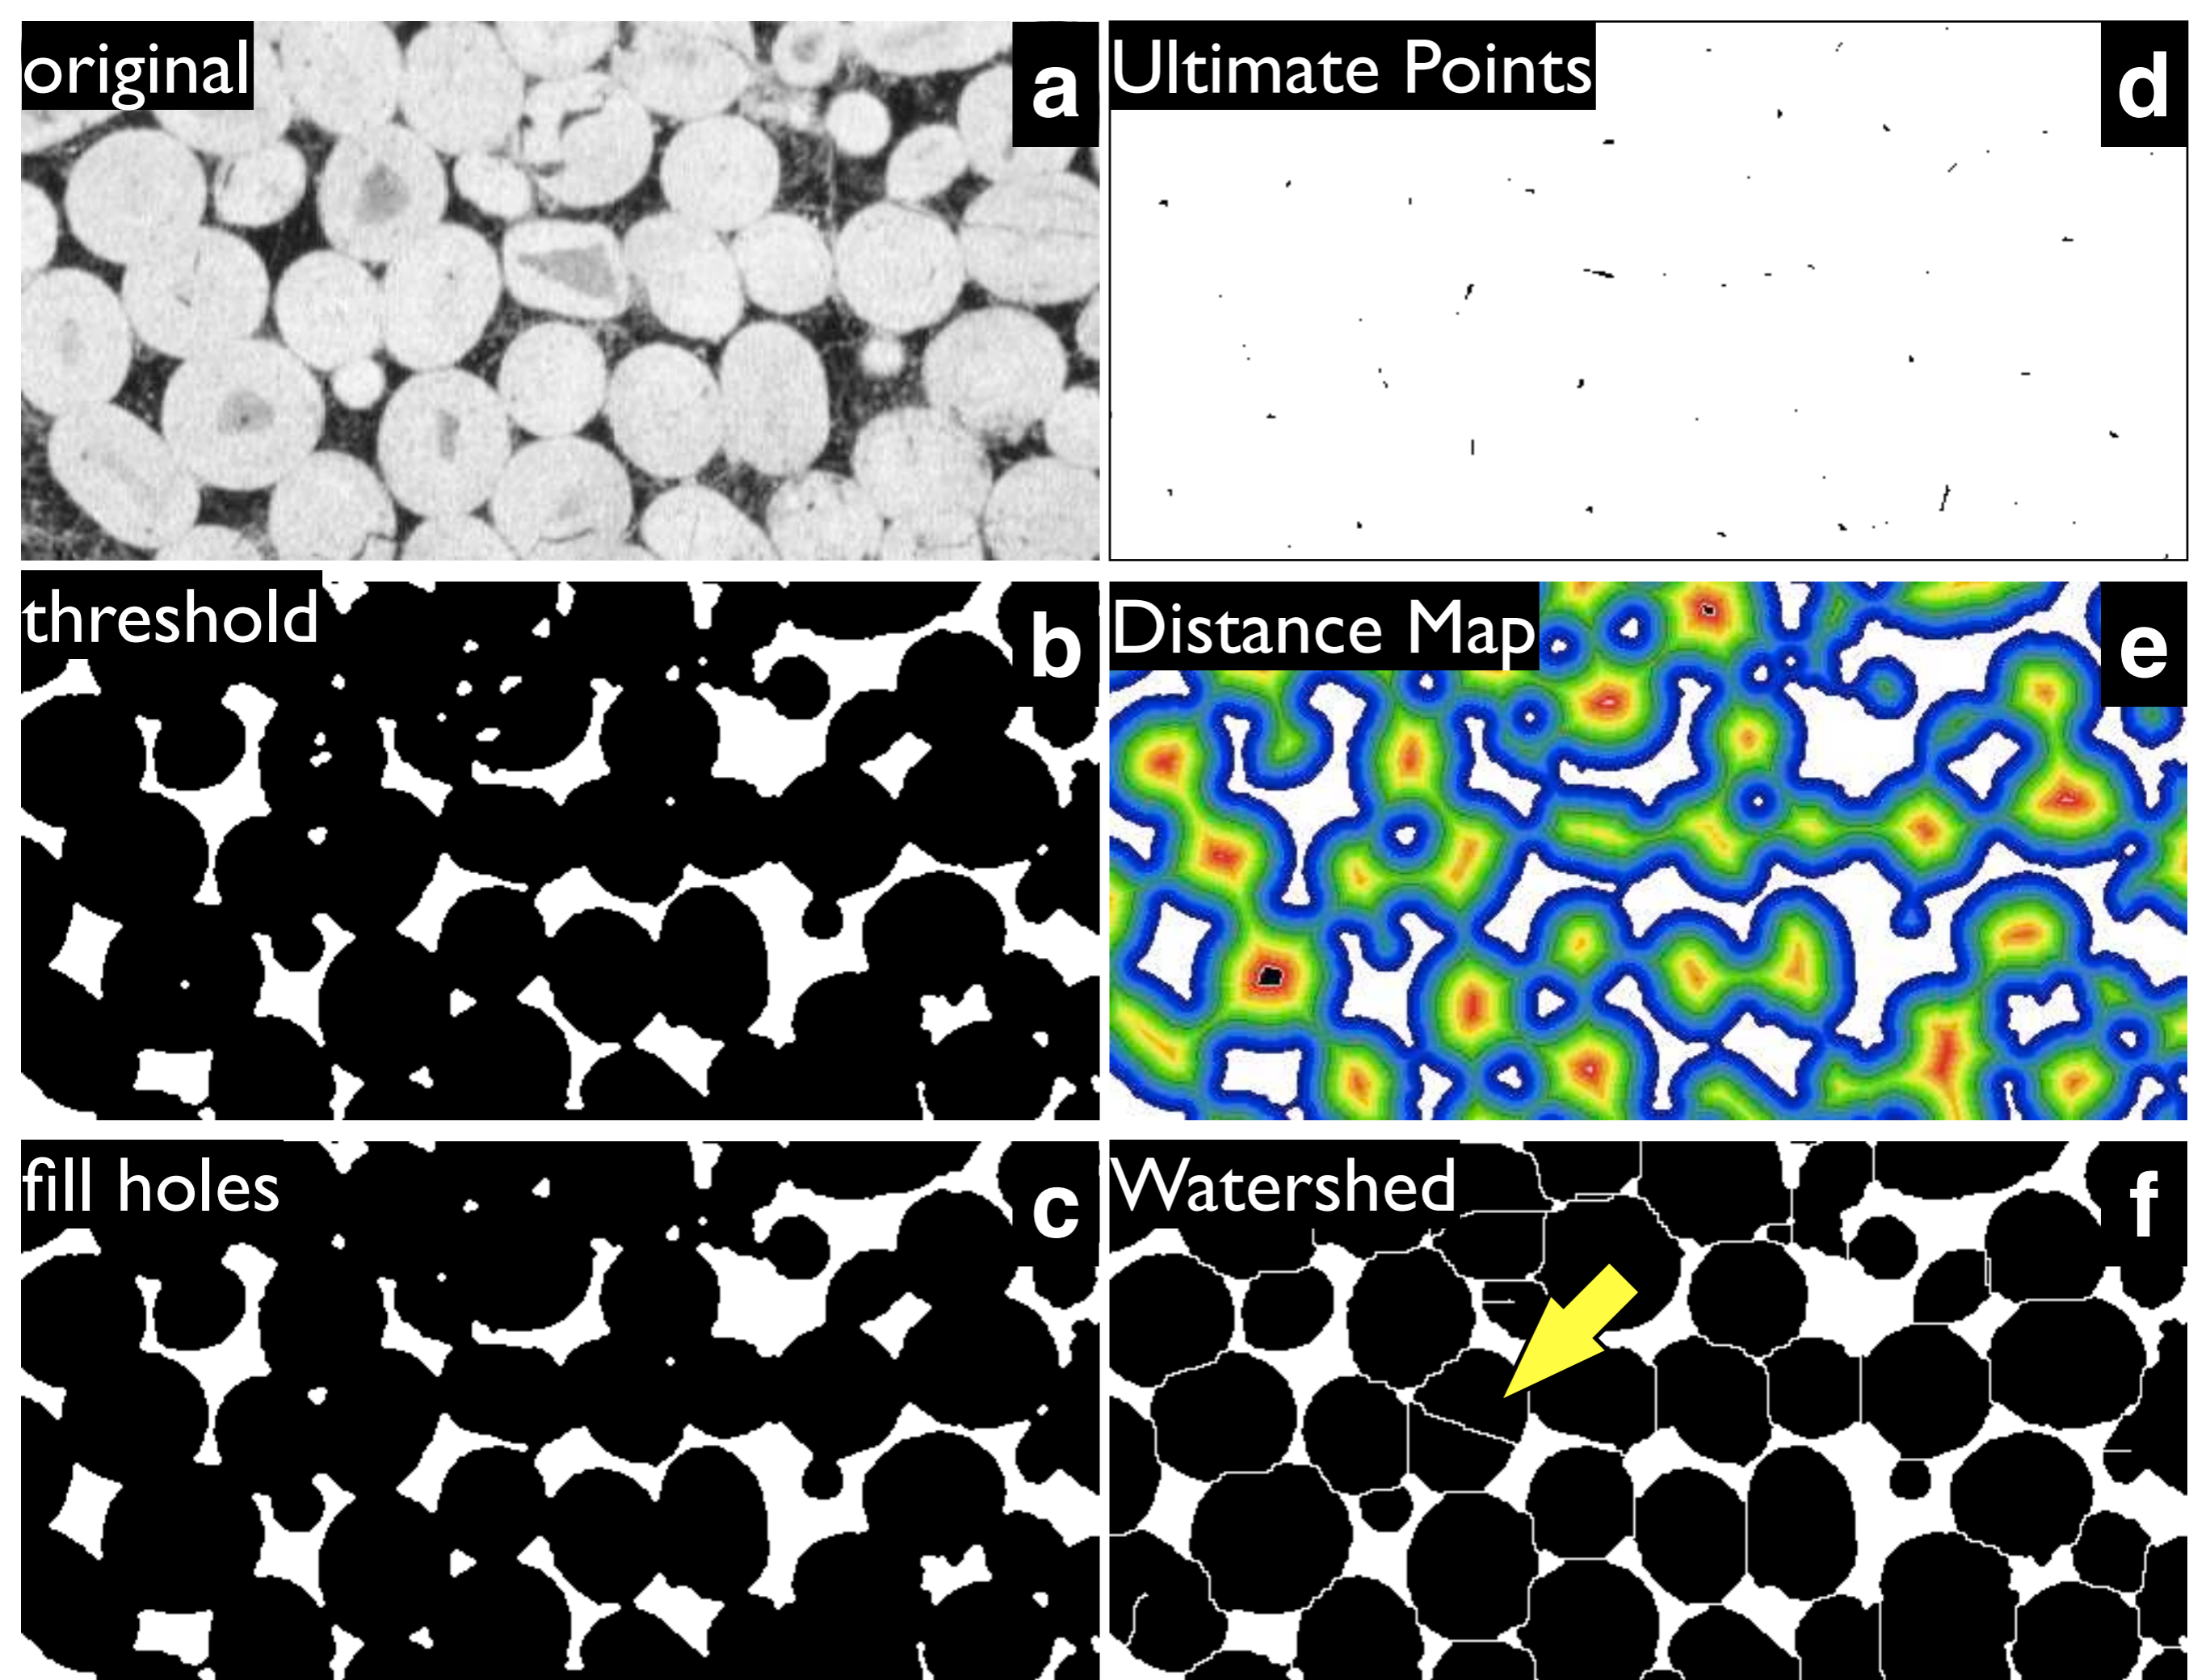 original
a
Ultimate Points
d
threshold
b
Distance Map
e
fill holes
c
Watershed
f